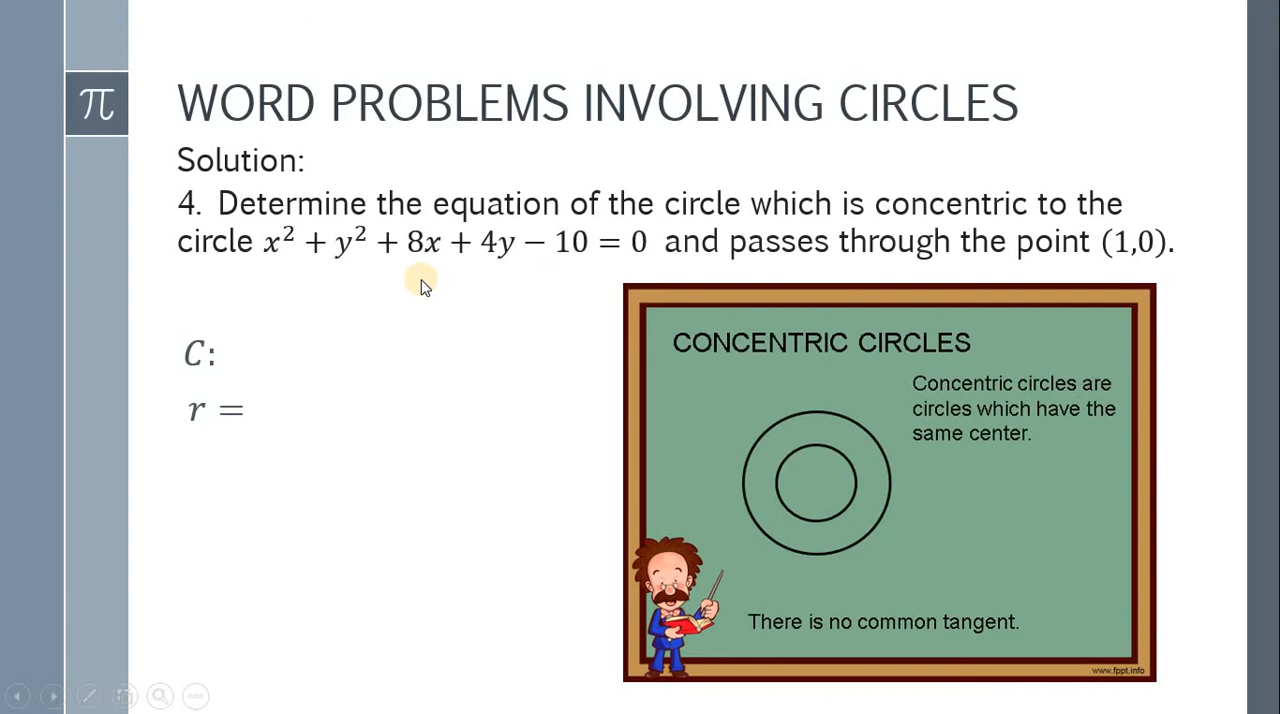 π
WORD PROBLEMS INVOLVING CIRCLES
Solution:
4. Determine the equation of the circle which is concentric to the
circle x² + y² + 8x + 4y − 10 = 0 and passes through the point (1,0).
C:
r =
CONCENTRIC CIRCLES
Concentric circles are
circles which have the
same center.
There is no common tangent.
www.fppt.info